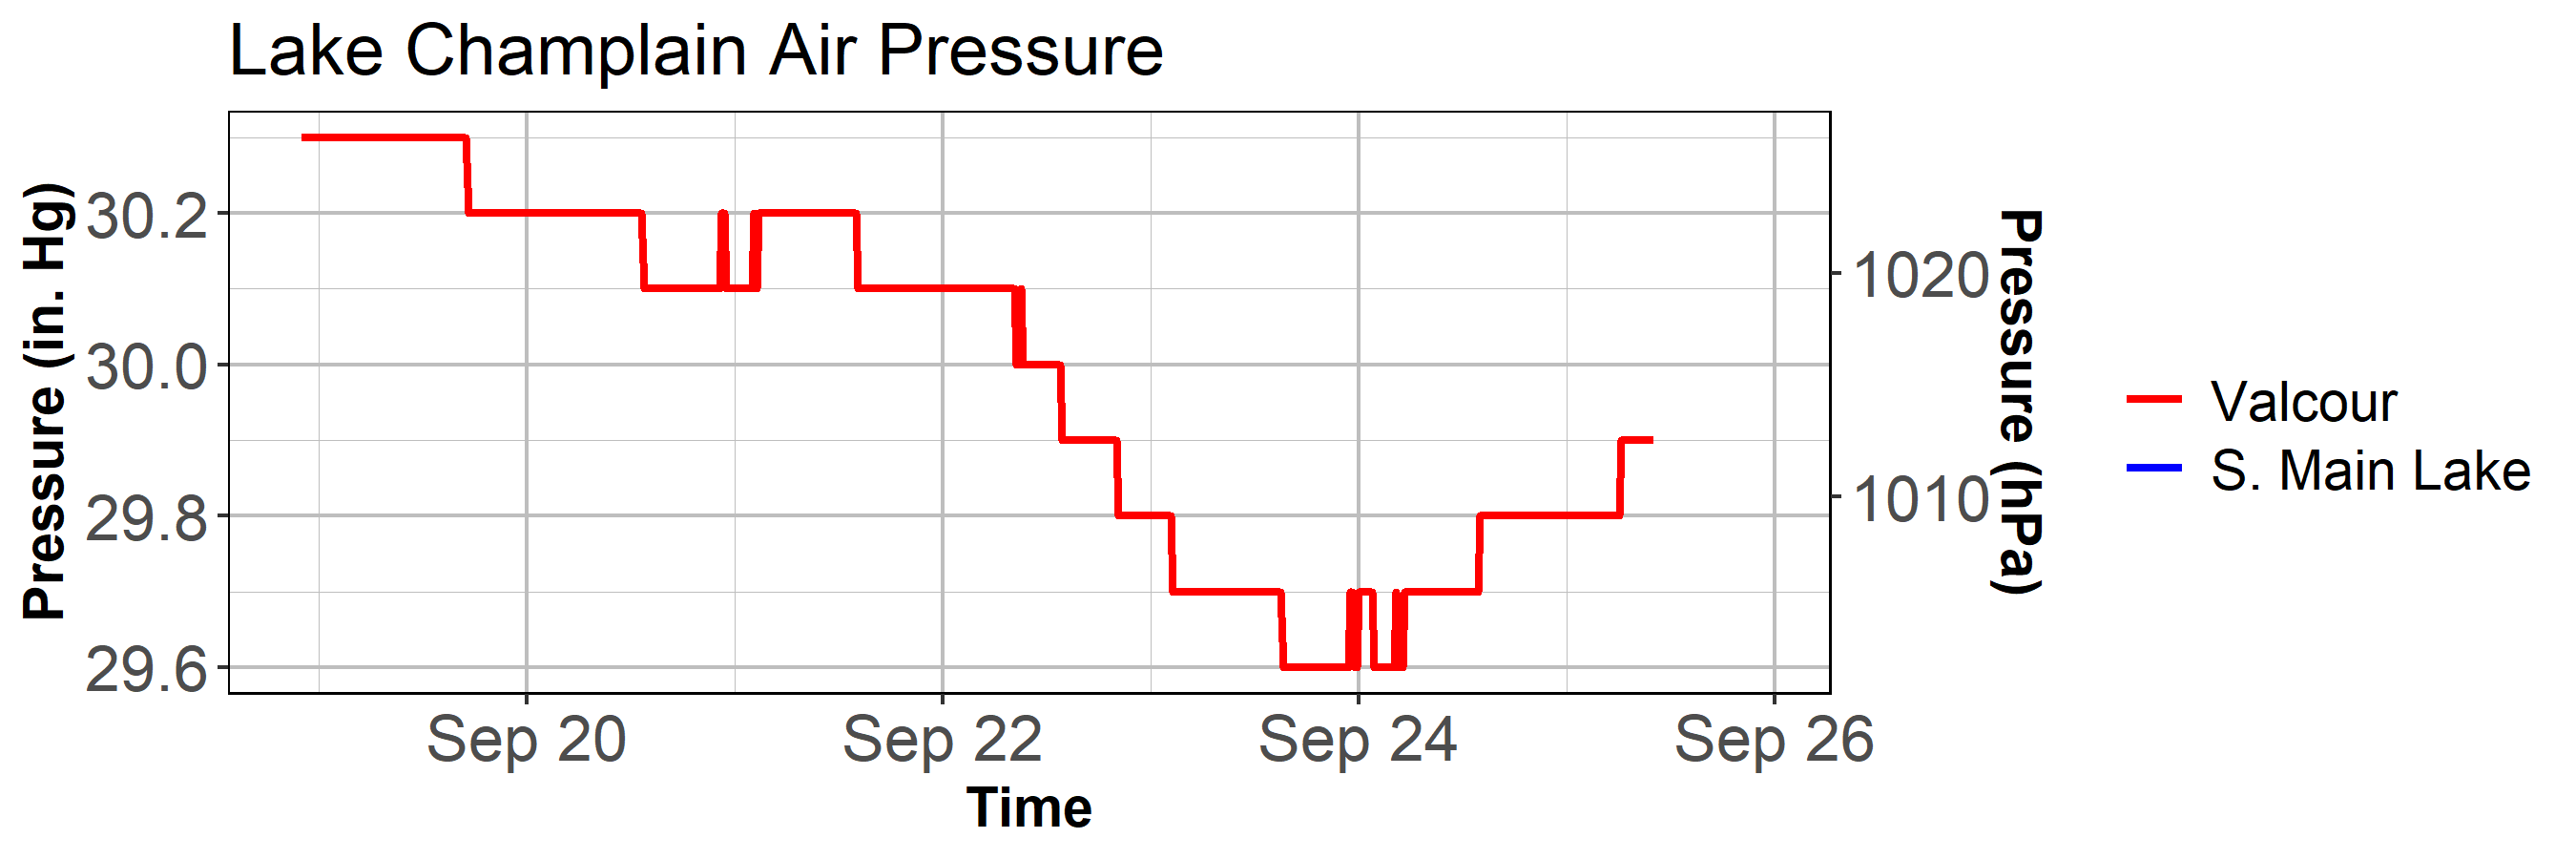 Lake Champlain Air Pressure
Pressure (in. Hg)
30.2
30.0
29.8
29.6
Sep 20
Sep 22
Sep 24
Sep 26
Time
1020
1010
Pressure (hPa)
Valcour
S. Main Lake